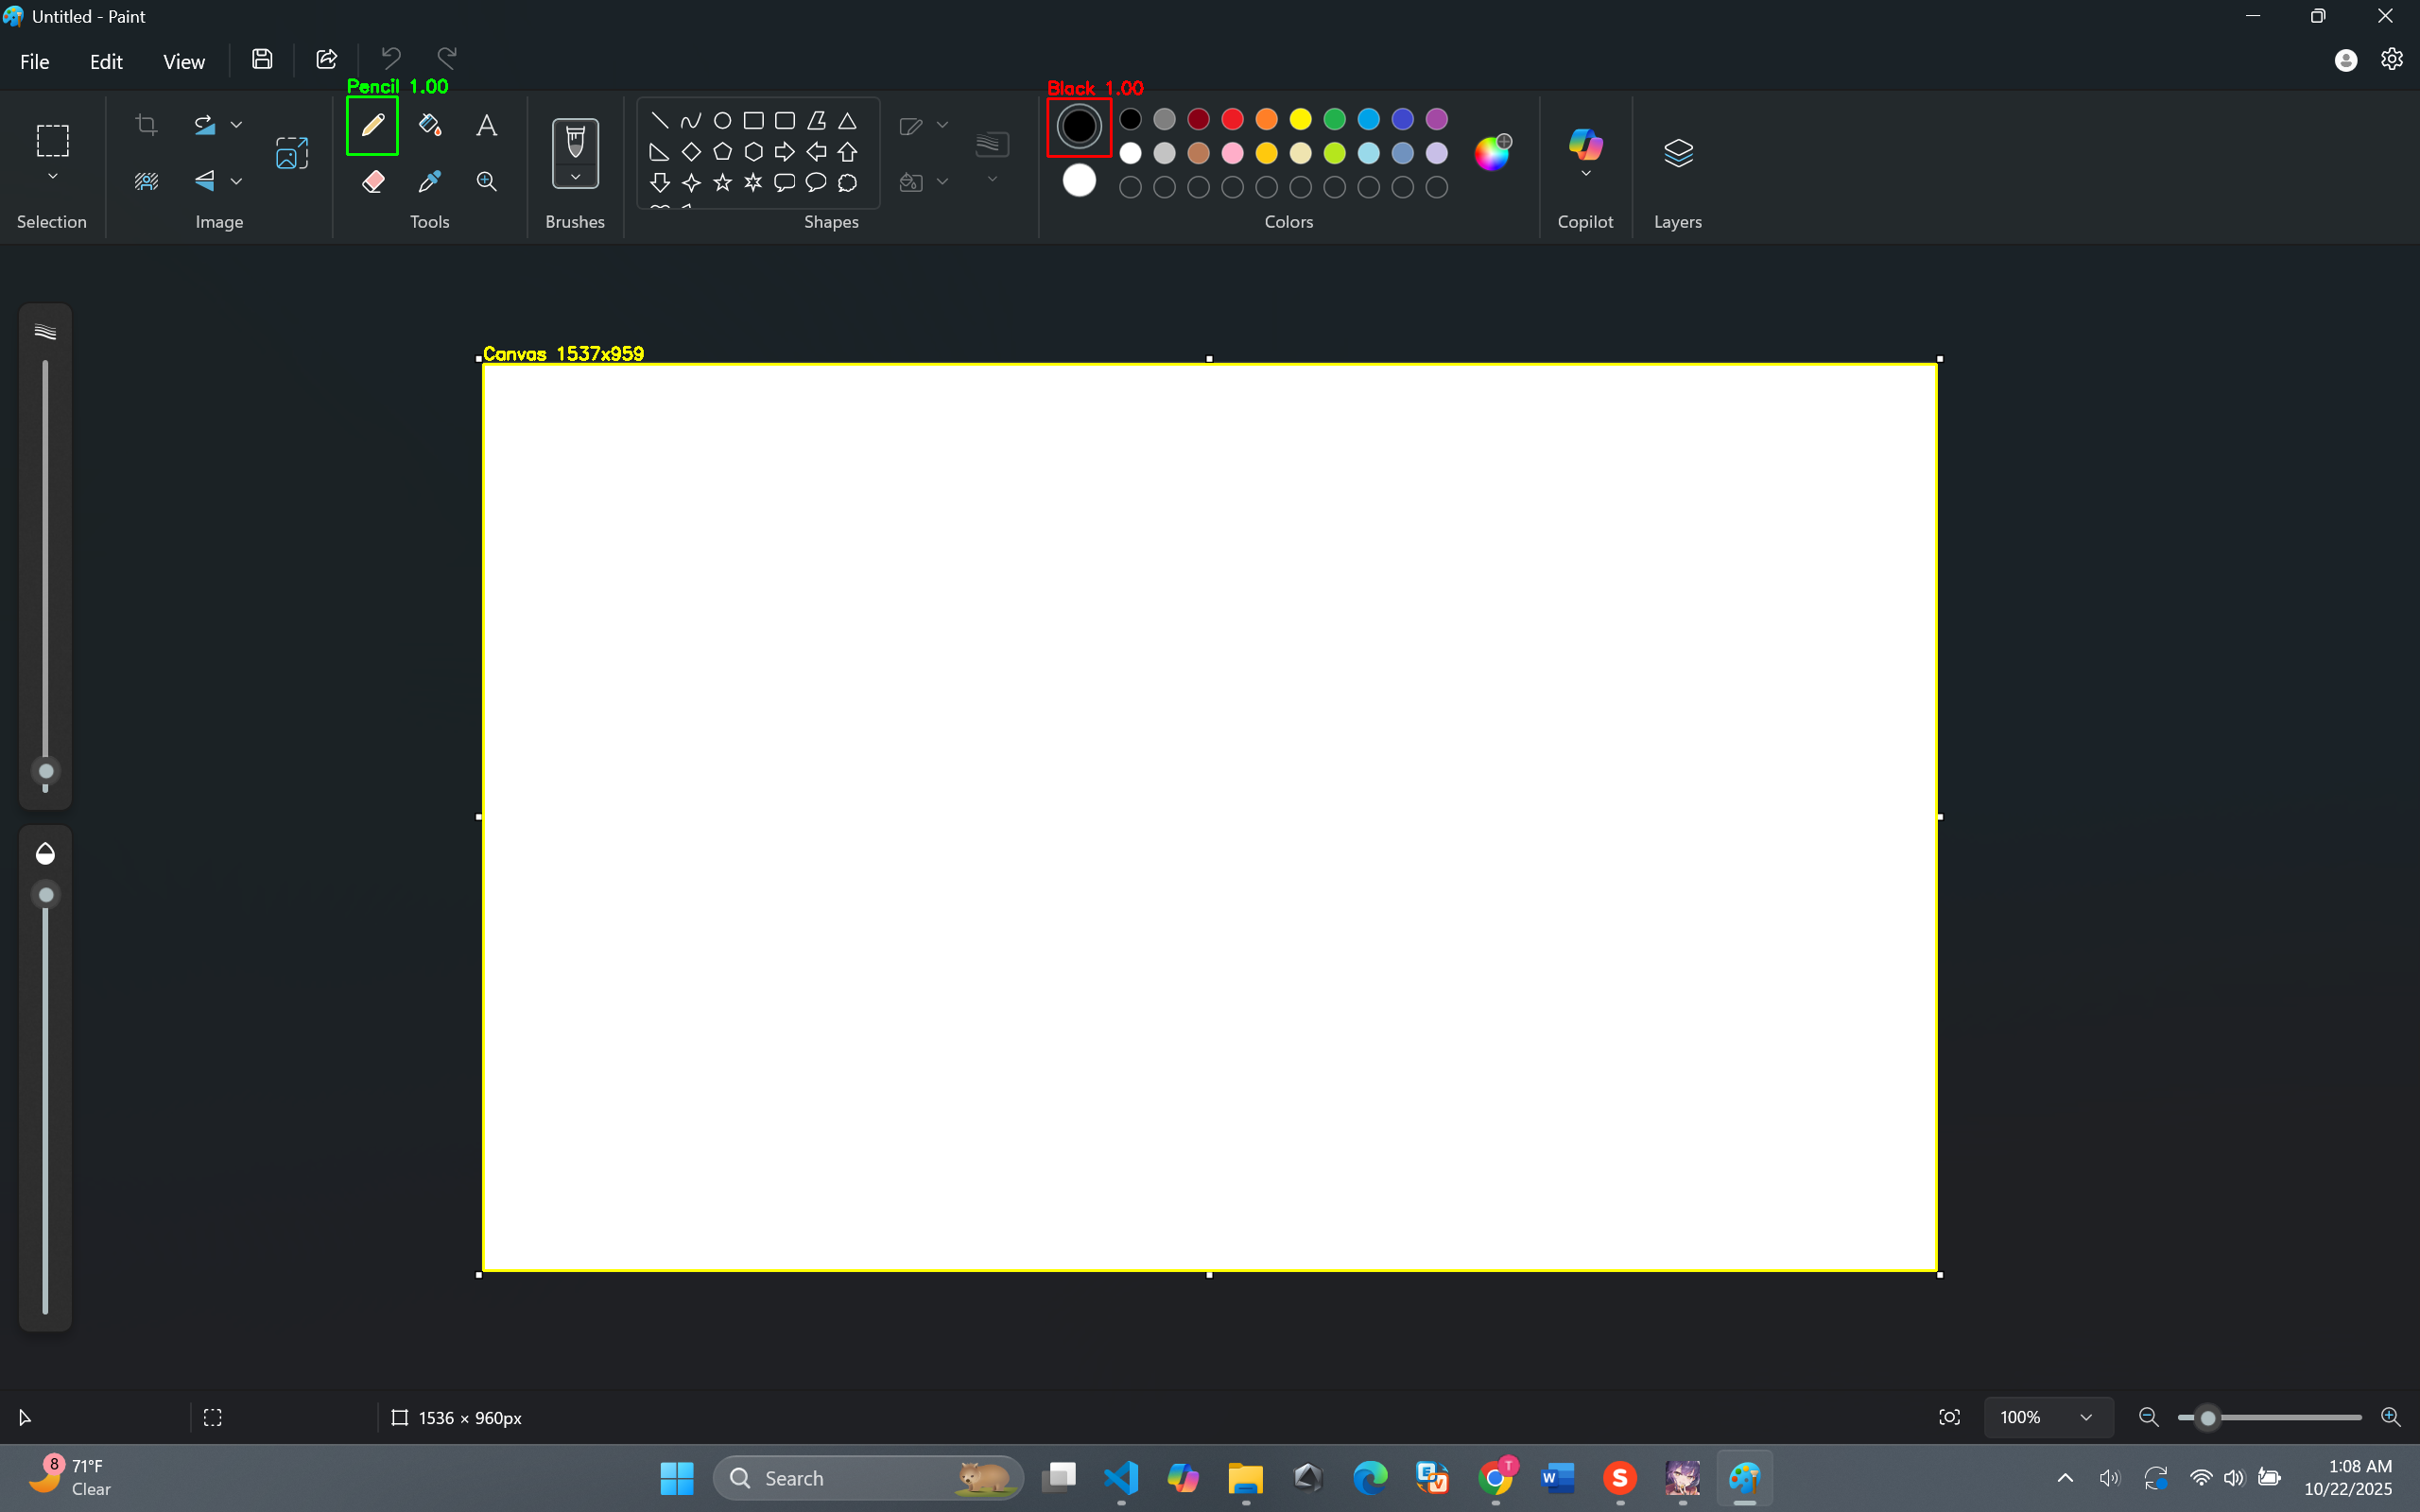 Untitled - Paint
File Edit View
Pencil 1.00 Black 1.00
Selection Image Tools Brushes Shapes Colors Copilot Layers
Canvas 1537x959
1536 × 960px 100%
8 71°F
Clear
Search
T
1:08 AM
10/22/2025